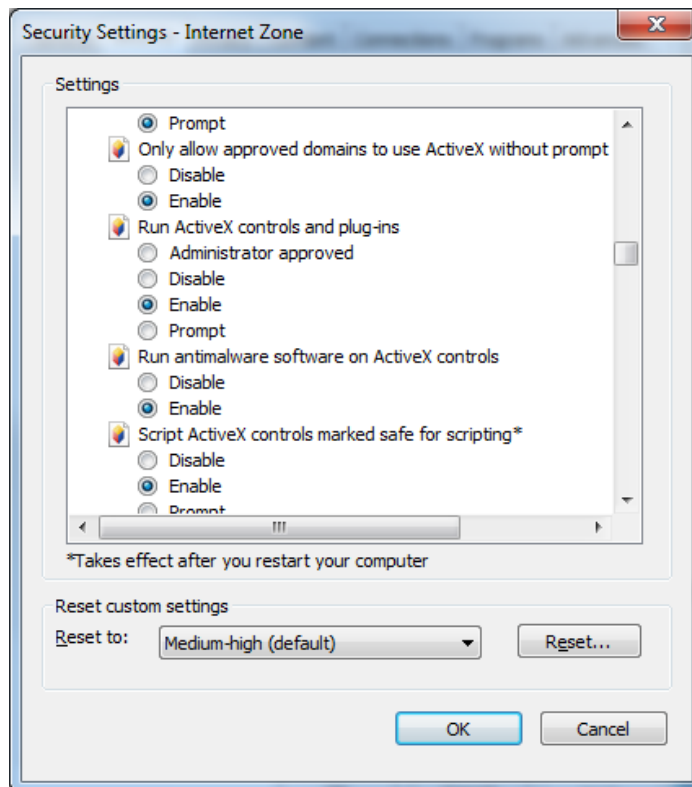 Security Settings - Internet Zone
Settings
Prompt
Only allow approved domains to use ActiveX without prompt
Disable
Enable
Run ActiveX controls and plug-ins
Administrator approved
Disable
Enable
Prompt
Run antimalware software on ActiveX controls
Disable
Enable
Script ActiveX controls marked safe for scripting*
Disable
Enable
Prompt
*Takes effect after you restart your computer
Reset custom settings
Reset to: Medium-high (default) Reset...
OK Cancel